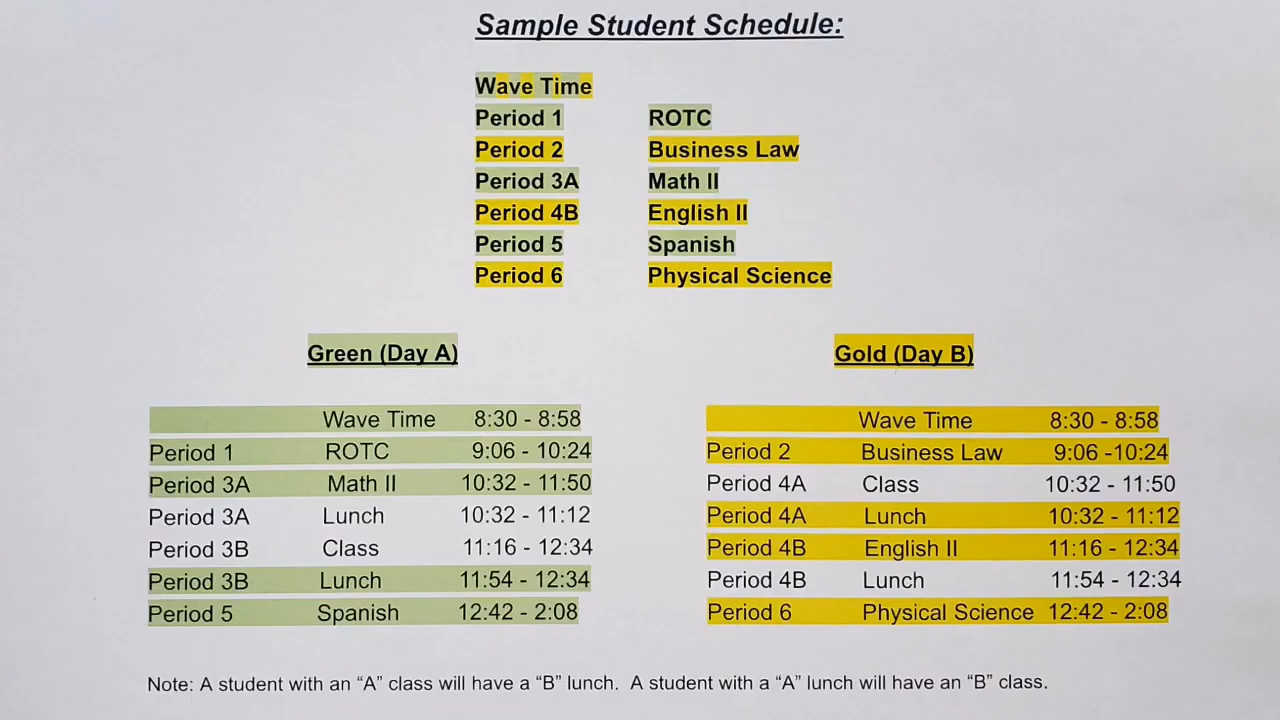 Sample Student Schedule:
Wave Time
Period 1 ROTC
Period 2 Business Law
Period 3A Math II
Period 4B English II
Period 5 Spanish
Period 6 Physical Science
Green (Day A)
Wave Time 8:30 - 8:58
Period 1 ROTC 9:06 - 10:24
Period 3A Math II 10:32 - 11:50
Period 3A Lunch 10:32 - 11:12
Period 3B Class 11:16 - 12:34
Period 3B Lunch 11:54 - 12:34
Period 5 Spanish 12:42 - 2:08
Gold (Day B)
Wave Time 8:30 - 8:58
Period 2 Business Law 9:06 -10:24
Period 4A Class 10:32 - 11:50
Period 4A Lunch 10:32 - 11:12
Period 4B English II 11:16 - 12:34
Period 4B Lunch 11:54 - 12:34
Period 6 Physical Science 12:42 - 2:08
Note: A student with an “A” class will have a “B” lunch. A student with a “A” lunch will have an “B” class.